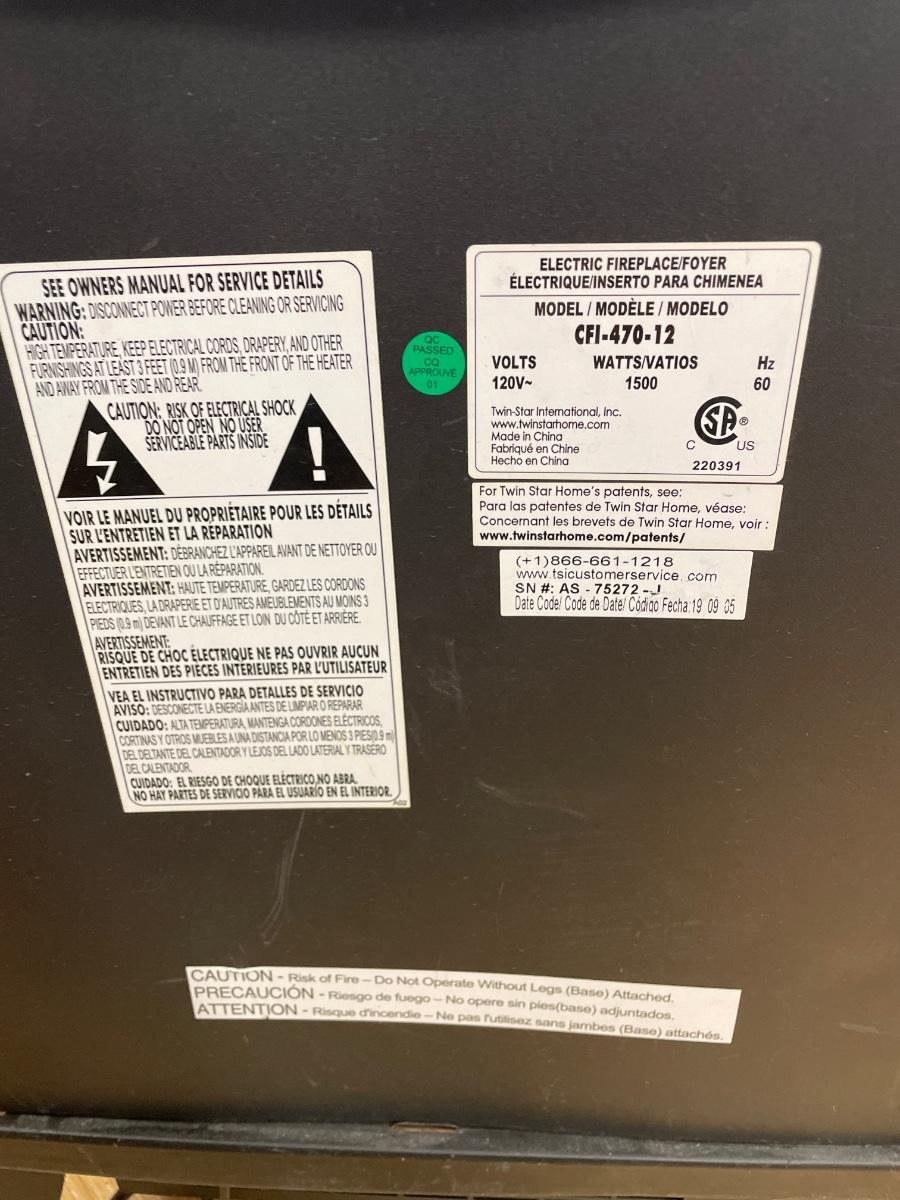 SEE OWNERS MANUAL FOR SERVICE DETAILS
WARNING: DISCONNECT POWER BEFORE CLEANING OR SERVICING
CAUTION:
HIGH TEMPERATURE, KEEP ELECTRICAL CORDS, DRAPERY, AND OTHER
FURNISHINGS AT LEAST 3 FEET (0.9 M) FROM THE FRONT OF THE HEATER
AND AWAY FROM THE SIDE AND REAR.
CAUTION: RISK OF ELECTRICAL SHOCK
DO NOT OPEN NO USER
SERVICEABLE PARTS INSIDE
!
VOIR LE MANUEL DU PROPRIÉTAIRE POUR LES DÉTAILS
SUR L'ENTRETIEN ET LA RÉPARATION
AVERTISSEMENT: DÉBRANCHEZ L'APPAREIL AVANT DE NETTOYER OU
EFFECTUER L'ENTRETIEN OU LA RÉPARATION.
AVERTISSEMENT: HAUTE TEMPÉRATURE, GARDEZ LES CORDONS
ELECTRIQUES, LA DRAPERIE ET D'AUTRES AMEUBLEMENTS AU MOINS 3
PIEDS (0.9 m) DEVANT LE CHAUFFAGE ET LOIN DU CÔTÉ ET ARRIÈRE.
AVERTISSEMENT:
RISQUE DE CHOC ÉLECTRIQUE NE PAS OUVRIR AUCUN
ENTRETIEN DES PIECES INTERIEURES PAR L'UTILISATEUR
VEA EL INSTRUCTIVO PARA DETALLES DE SERVICIO
AVISO: DESCONECTE LA ENERGÍA ANTES DE LIMPIAR O REPARAR
CUIDADO: ALTA TEMPERATURA, MANTENGA CORDONES ELÉCTRICOS,
CORTINAS Y OTROS MUEBLES A UNA DISTANCIA POR LO MENOS 3 PIES(0.9 m)
DEL DELTANTE DEL CALENTADOR Y LEJOS DEL LADO LATERIAL Y TRASERO
DEL CALENTADOR.
CUIDADO: EL RIESGO DE CHOQUE ELÉCTRICO,NO ABRA.
NO HAY PARTES DE SERVICIO PARA EL USUARIO EN EL INTERIOR.
A02
QC
PASSED
CQ
APPROUVÉ
01
ELECTRIC FIREPLACE/FOYER
ÉLECTRIQUE/INSERTO PARA CHIMENEA
MODEL / MODÈLE / MODELO
CFI-470-12
VOLTS WATTS/VATIOS Hz
120V~ 1500 60
Twin-Star International, Inc.
www.twinstarhome.com
Made in China
Fabriqué en Chine
Hecho en China
SA ®
C US
220391
For Twin Star Home's patents, see:
Para las patentes de Twin Star Home, véase:
Concernant les brevets de Twin Star Home, voir :
www.twinstarhome.com/patents/
(+1)866-661-1218
www.tsicustomerservice.com
SN #: AS - 75272 -
Date Code/ Code de Date/ Código Fecha:19 09 05
CAUTION - Risk of Fire – Do Not Operate Without Legs (Base) Attached.
PRECAUCIÓN - Riesgo de fuego – No opere sin pies(base) adjuntados.
ATTENTION - Risque d'incendie – Ne pas l'utilisez sans jambes (Base) attachés.